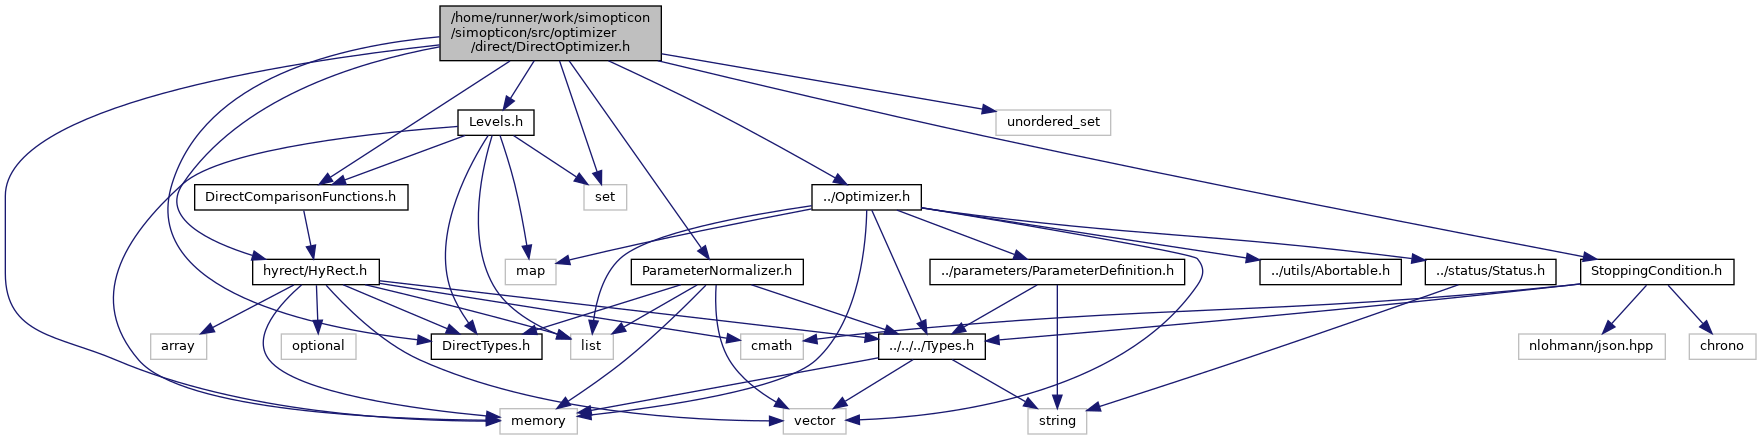 /home/runner/work/simopticon
/simopticon/src/optimizer
/direct/DirectOptimizer.h
Levels.h
unordered_set
DirectComparisonFunctions.h
set
../Optimizer.h
hyrect/HyRect.h
map
ParameterNormalizer.h
../parameters/ParameterDefinition.h
../utils/Abortable.h
../status/Status.h
StoppingCondition.h
array
optional
DirectTypes.h
list
cmath
../../../Types.h
nlohmann/json.hpp
chrono
memory
vector
string